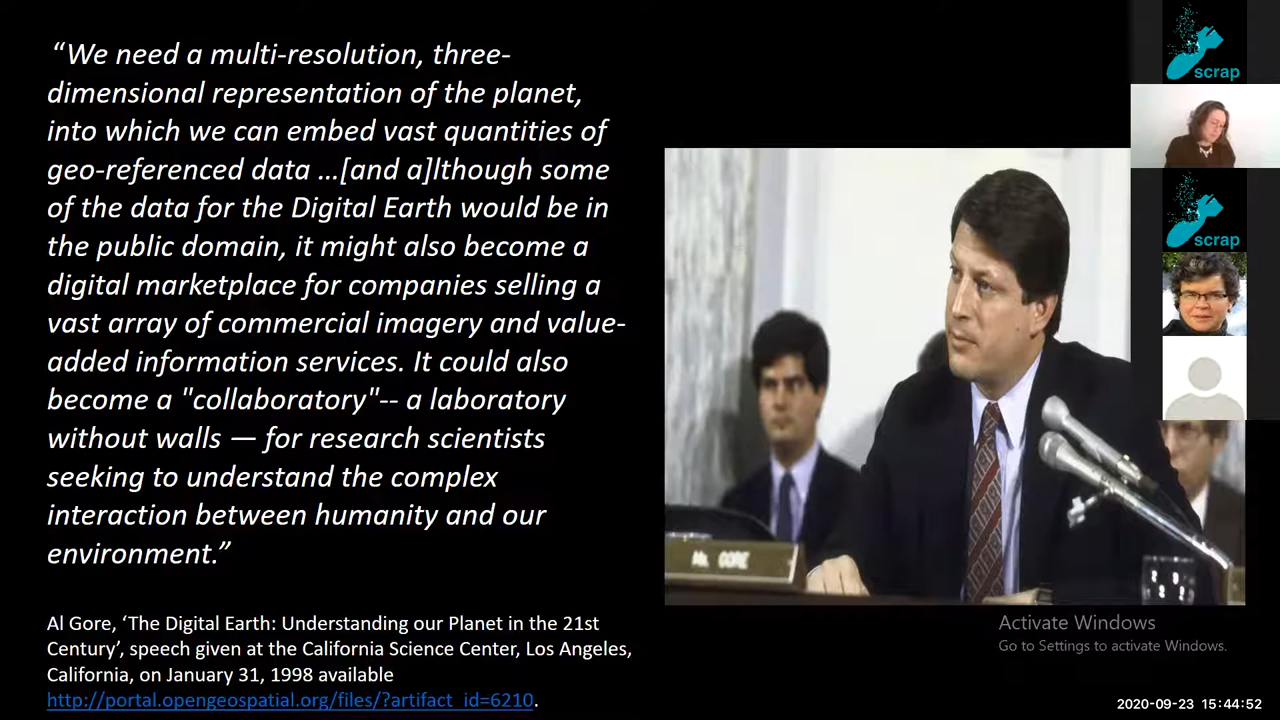 “We need a multi-resolution, three-
dimensional representation of the planet,
into which we can embed vast quantities of
geo-referenced data ...[and a]lthough some
of the data for the Digital Earth would be in
the public domain, it might also become a
digital marketplace for companies selling a
vast array of commercial imagery and value-
added information services. It could also
become a "collaboratory"-- a laboratory
without walls — for research scientists
seeking to understand the complex
interaction between humanity and our
environment.”
Al Gore, ‘The Digital Earth: Understanding our Planet in the 21st
Century’, speech given at the California Science Center, Los Angeles,
California, on January 31, 1998 available
http://portal.opengeospatial.org/files/?artifact_id=6210.
MR. GORE
scrap
scrap
Activate Windows
Go to Settings to activate Windows.
2020-09-23 15:44:52